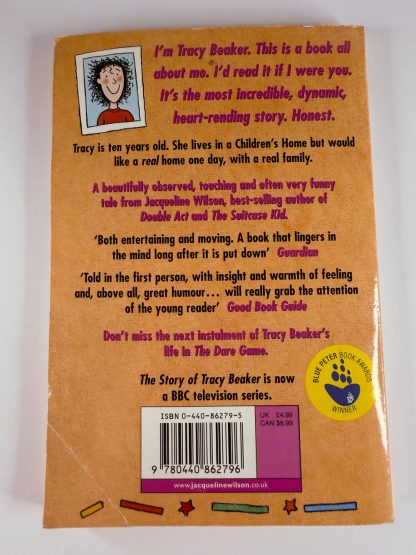 I'm Tracy Beaker. This is a book all
about me. I'd read it if I were you.
It's the most incredible, dynamic,
heart-rending story. Honest.
Tracy is ten years old. She lives in a Children's Home but would
like a real home one day, with a real family.
A beautifully observed, touching and often very funny
tale from Jacqueline Wilson, best-selling author of
Double Act and The Suitcase Kid.
'Both entertaining and moving. A book that lingers in
the mind long after it is put down' Guardian
'Told in the first person, with insight and warmth of feeling
and, above all, great humour... will really grab the attention
of the young reader' Good Book Guide
Don't miss the next instalment of Tracy Beaker's
life in The Dare Game.
BLUE PETER BOOK AWARDS
WINNER
The Story of Tracy Beaker is now
a BBC television series.
ISBN 0-440-86279-5
UK £4.99
CAN $8.99
9 780440 862796
www.jacquelinewilson.co.uk